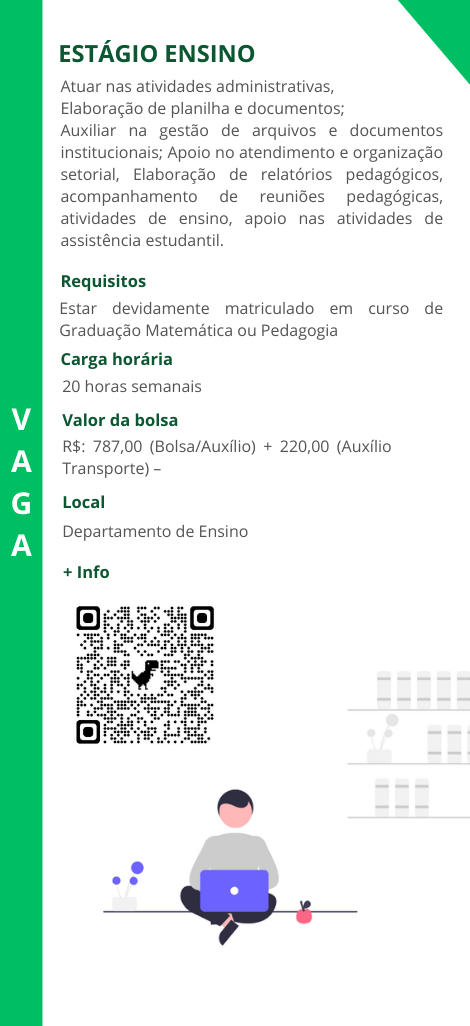 ESTÁGIO ENSINO
Atuar nas atividades administrativas,
Elaboração de planilha e documentos;
Auxiliar na gestão de arquivos e documentos
institucionais; Apoio no atendimento e organização
setorial, Elaboração de relatórios pedagógicos,
acompanhamento de reuniões pedagógicas,
atividades de ensino, apoio nas atividades de
assistência estudantil.
Requisitos
Estar devidamente matriculado em curso de
Graduação Matemática ou Pedagogia
Carga horária
20 horas semanais
Valor da bolsa
R$: 787,00 (Bolsa/Auxílio) + 220,00 (Auxílio
Transporte) –
Local
Departamento de Ensino
+ Info
V
A
G
A